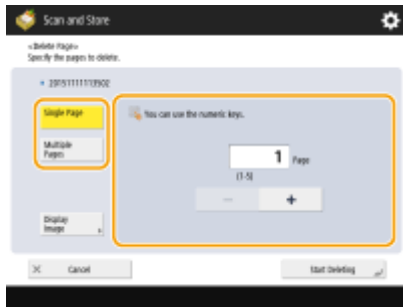 Scan and Store
<Delete Page>
Specify the pages to delete.
20151111113502
Single Page
You can use the numeric keys.
Multiple
Pages
1 Page
(1-5)
− +
Display
Image
× Cancel
Start Deleting